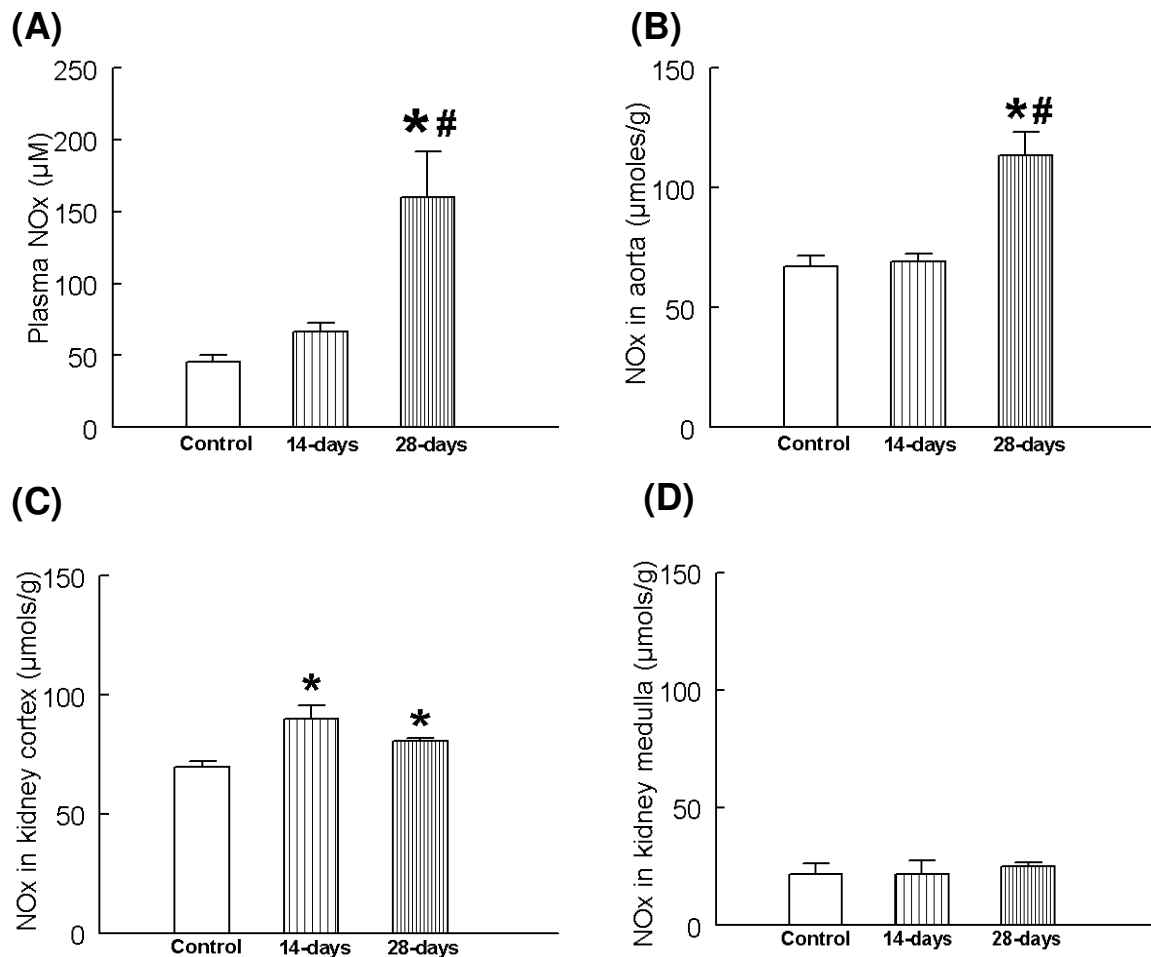 (A)
Plasma NOx (μM)
250
200
150
100
50
0
*#
Control 14-days 28-days
(B)
NOx in aorta (μmoles/g)
150
100
50
0
*#
Control 14-days 28-days
(C)
NOx in kidney cortex (μmols/g)
150
100
50
0
*
*
Control 14-days 28-days
(D)
NOx in kidney medulla (μmols/g)
150
100
50
0
Control 14-days 28-days